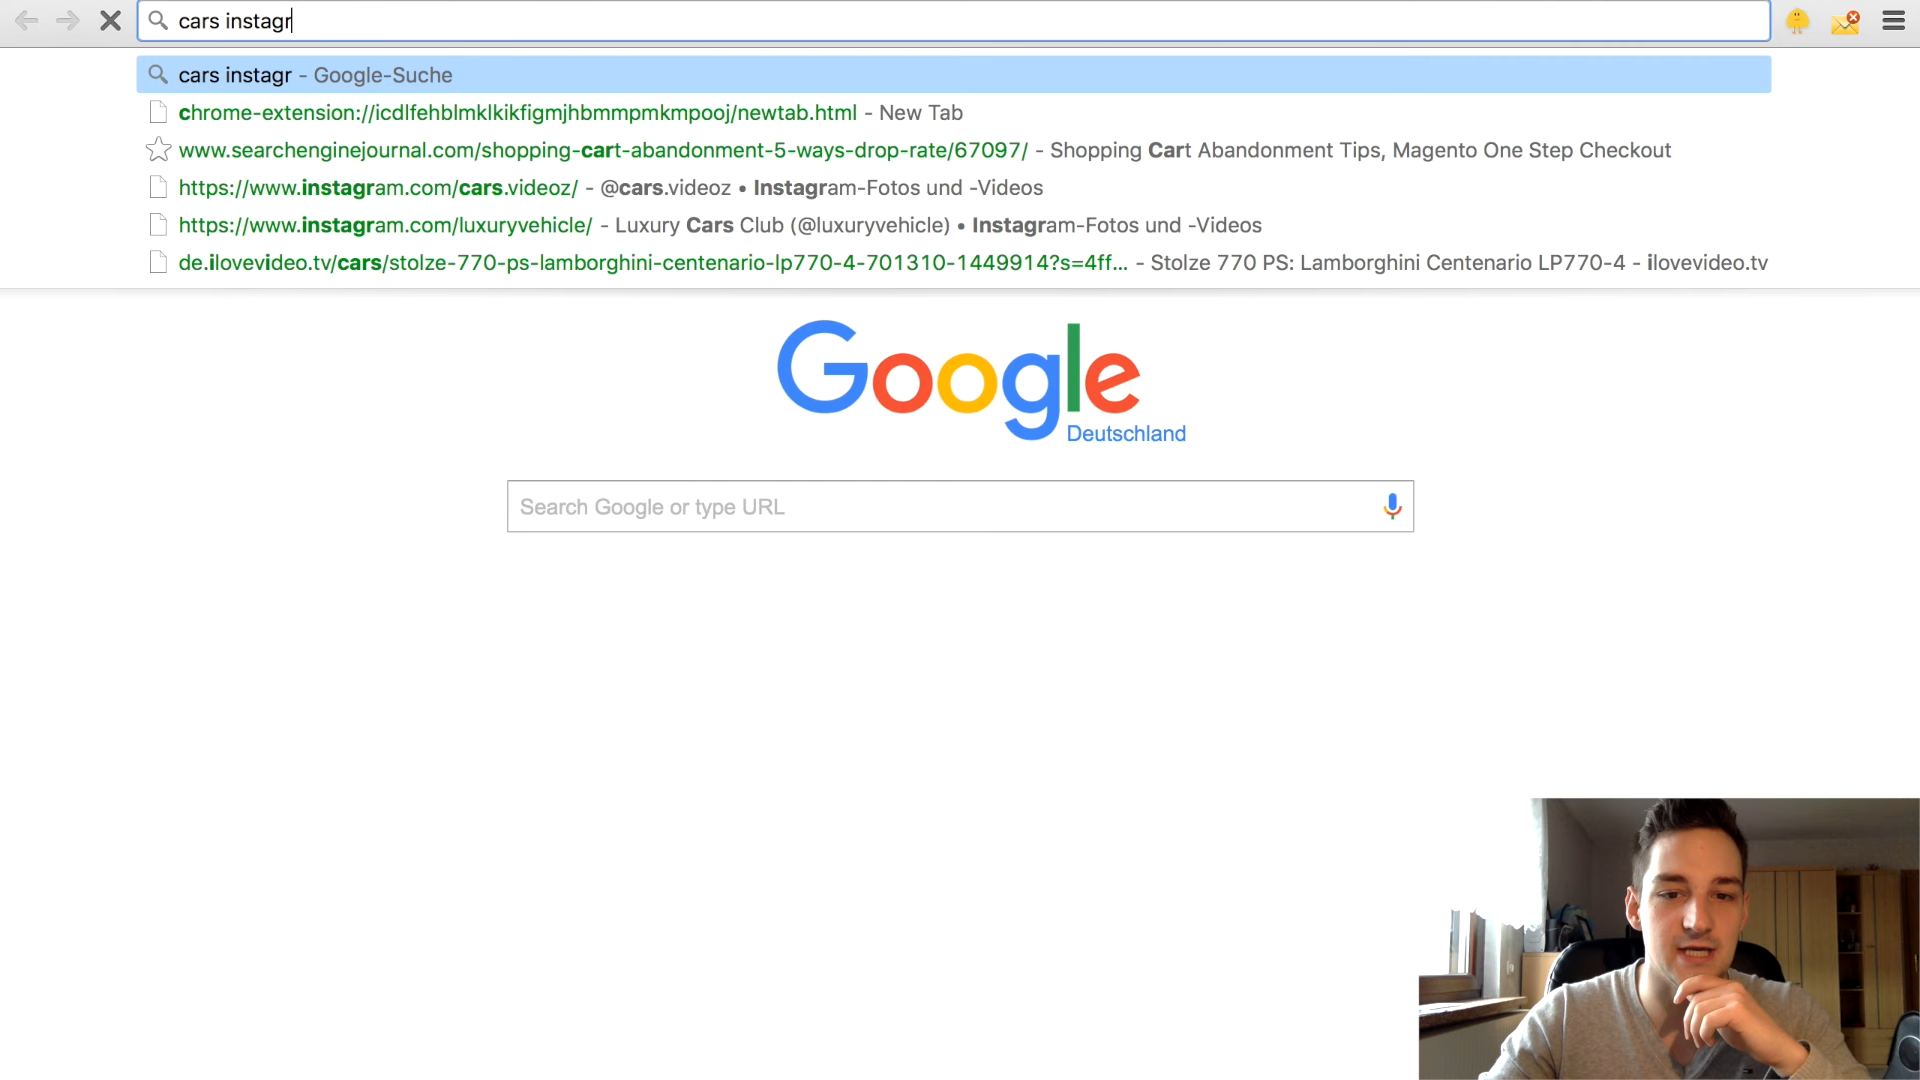 cars instagr
cars instagr - Google-Suche
chrome-extension://icdlfehblmklkikfigmjhbmmpmkmpooj/newtab.html - New Tab
www.searchenginejournal.com/shopping-cart-abandonment-5-ways-drop-rate/67097/ - Shopping Cart Abandonment Tips, Magento One Step Checkout
https://www.instagram.com/cars.videoz/ - @cars.videoz • Instagram-Fotos und -Videos
https://www.instagram.com/luxuryvehicle/ - Luxury Cars Club (@luxuryvehicle) • Instagram-Fotos und -Videos
de.ilovevideo.tv/cars/stolze-770-ps-lamborghini-centenario-lp770-4-701310-1449914?s=4ff... - Stolze 770 PS: Lamborghini Centenario LP770-4 - ilovevideo.tv
Google
Deutschland
Search Google or type URL